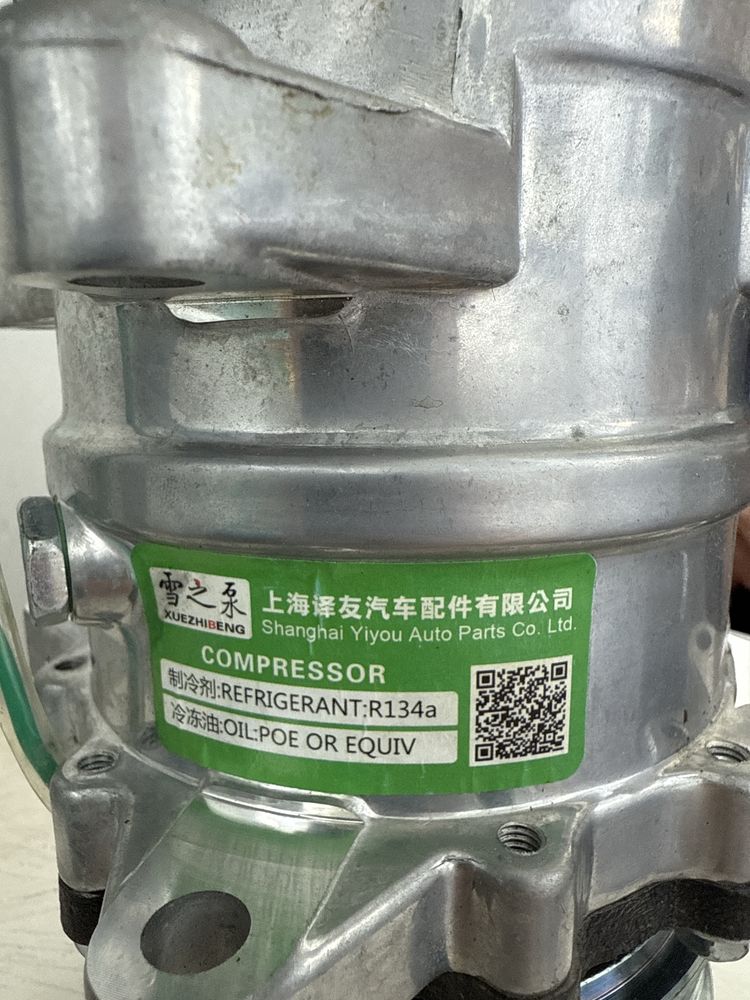 雪之泵
XUEZHIBENG
上海译友汽车配件有限公司
Shanghai Yiyou Auto Parts Co. Ltd.
COMPRESSOR
制冷剂:REFRIGERANT:R134a
冷冻油:OIL:POE OR EQUIV